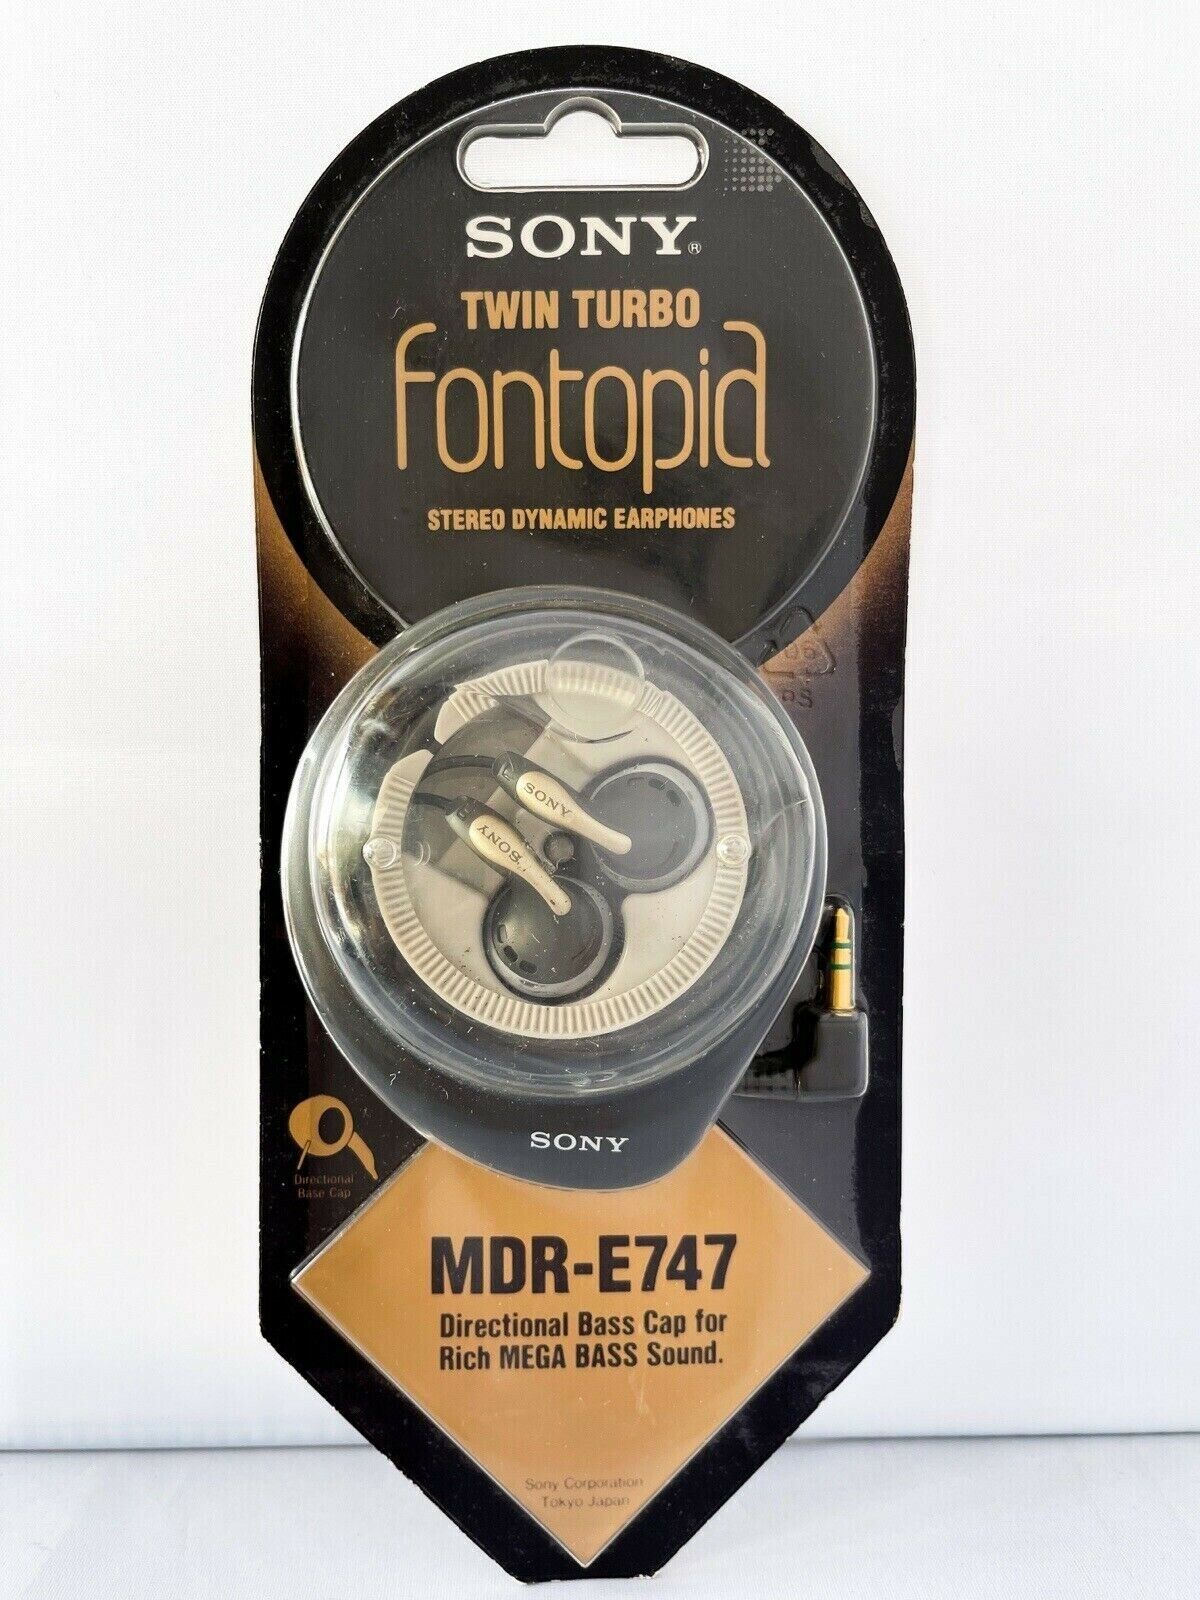 SONY®
TWIN TURBO
fontopia
STEREO DYNAMIC EARPHONES
PS
SONY
SONY
SONY
Directional
Base Cap
MDR-E747
Directional Bass Cap for
Rich MEGA BASS Sound.
Sony Corporation
Tokyo Japan